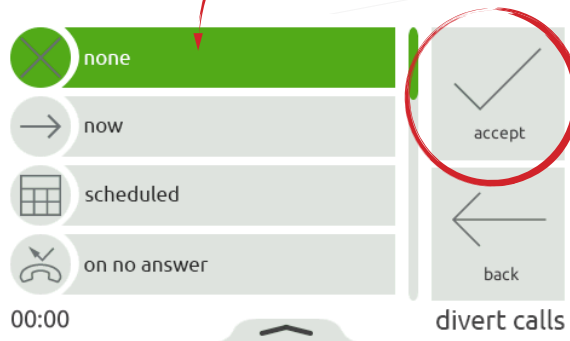 none
now
accept
scheduled
on no answer
back
00:00
divert calls